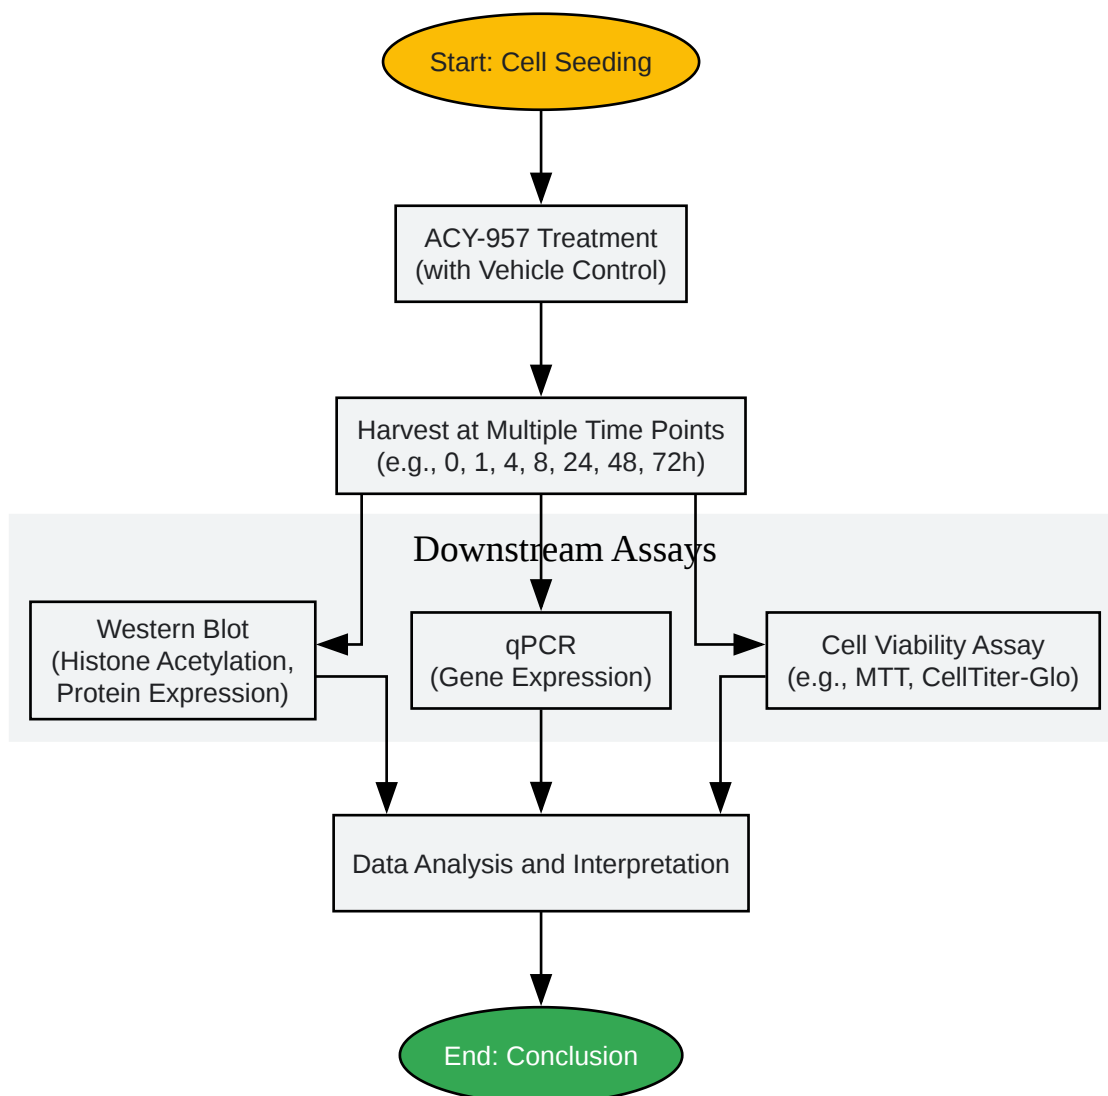 Start: Cell Seeding
ACY-957 Treatment
(with Vehicle Control)
Harvest at Multiple Time Points
(e.g., 0, 1, 4, 8, 24, 48, 72h)
Downstream Assays
Western Blot
(Histone Acetylation,
Protein Expression)
qPCR
(Gene Expression)
Cell Viability Assay
(e.g., MTT, CellTiter-Glo)
Data Analysis and Interpretation
End: Conclusion